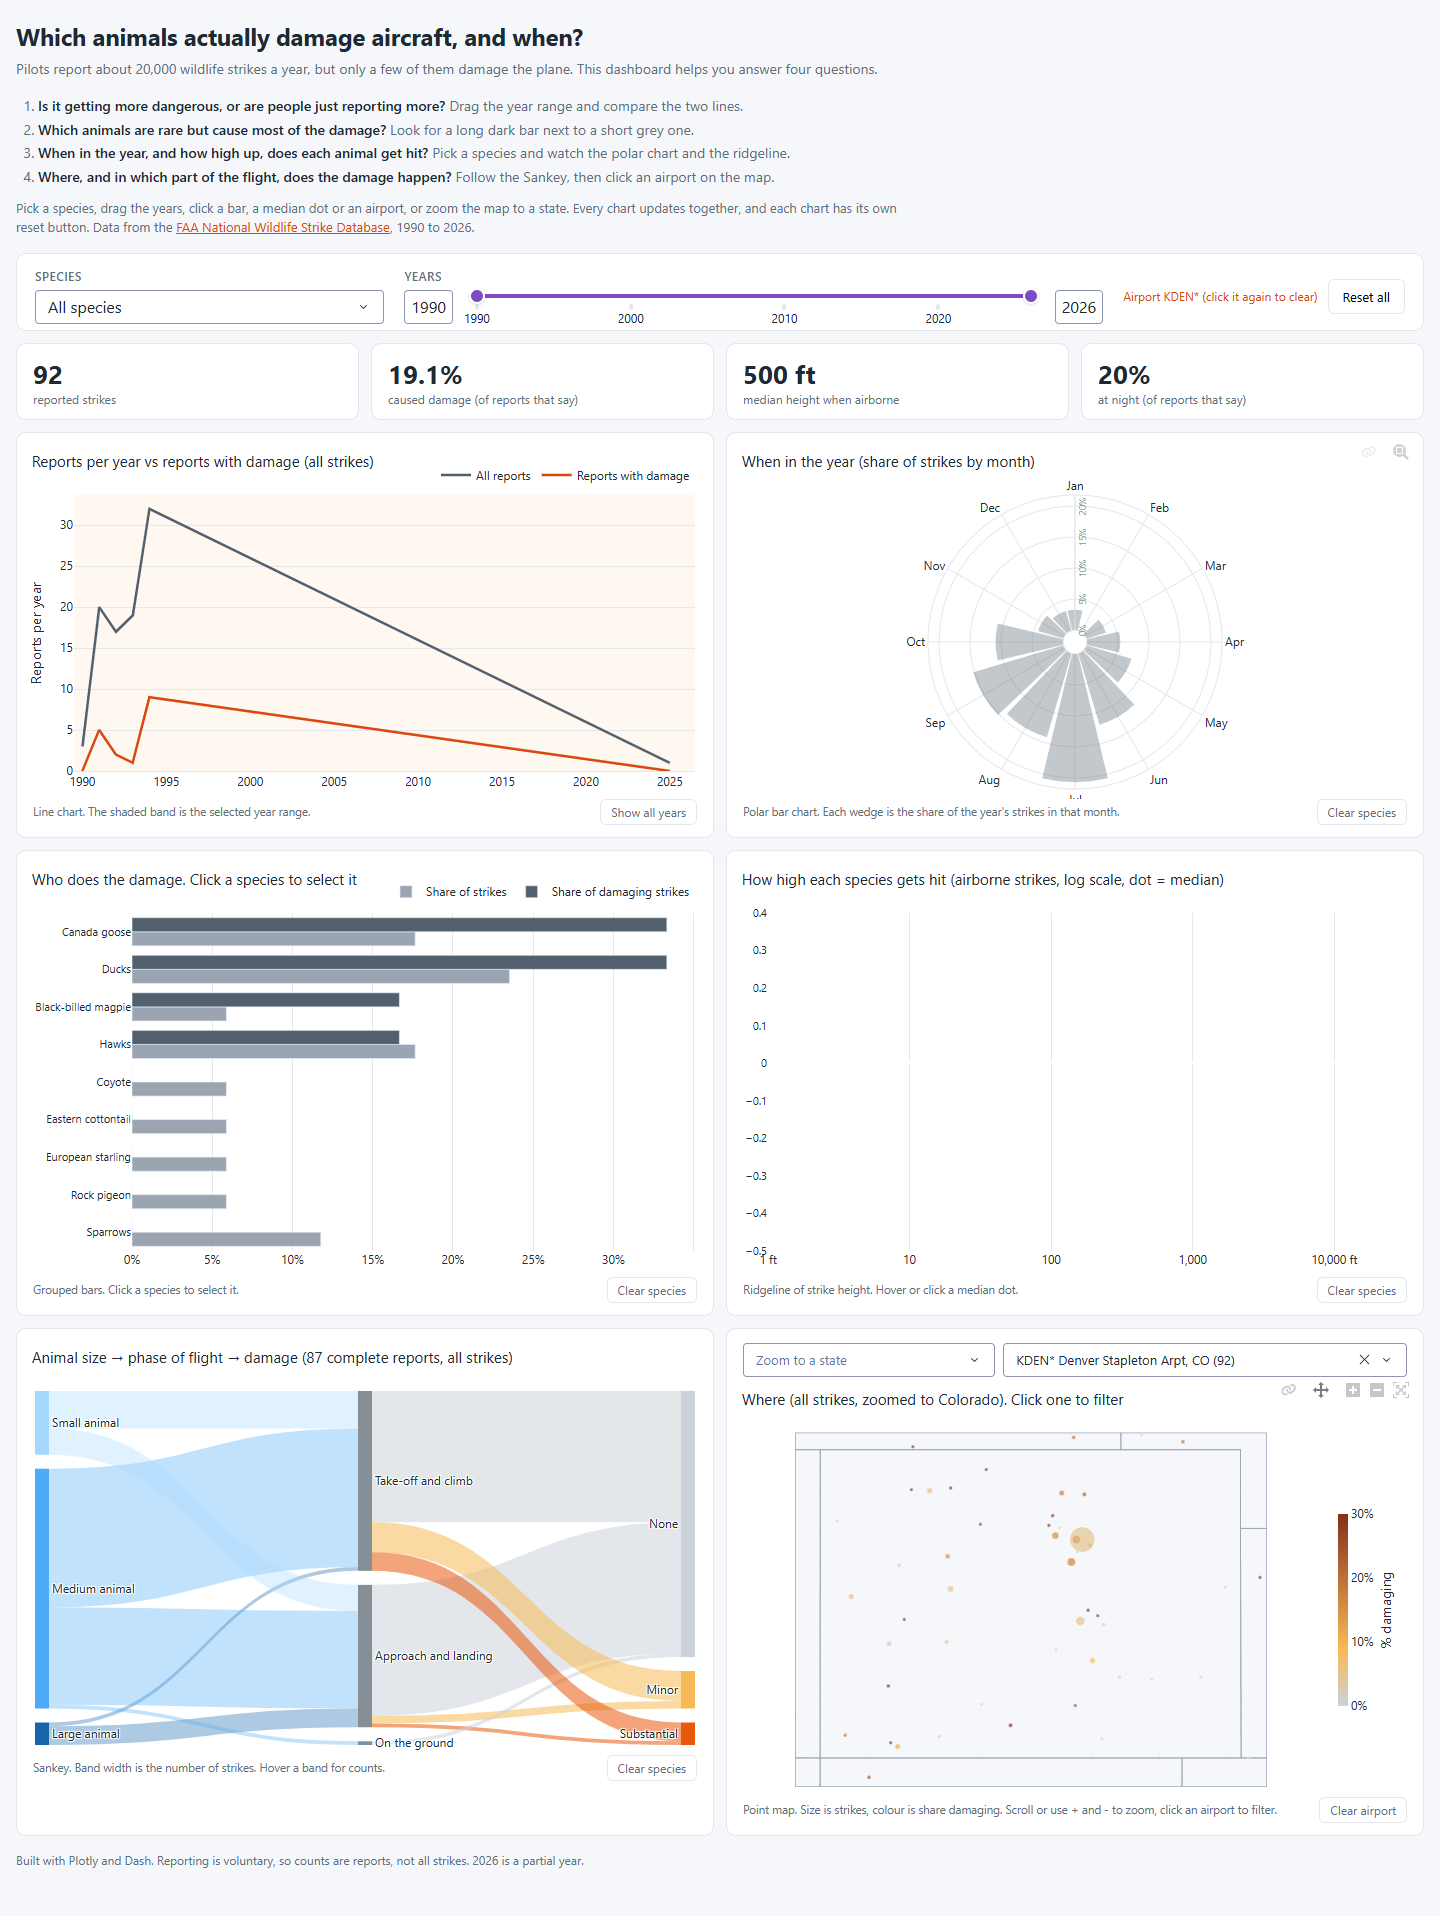 Which animals actually damage aircraft, and when?
Pilots report about 20,000 wildlife strikes a year, but only a few of them damage the plane. This dashboard helps you answer four questions.
1. Is it getting more dangerous, or are people just reporting more? Drag the year range and compare the two lines.
2. Which animals are rare but cause most of the damage? Look for a long dark bar next to a short grey one.
3. When in the year, and how high up, does each animal get hit? Pick a species and watch the polar chart and the ridgeline.
4. Where, and in which part of the flight, does the damage happen? Follow the Sankey, then click an airport on the map.
Pick a species, drag the years, click a bar, a median dot or an airport, or zoom the map to a state. Every chart updates together, and each chart has its own
reset button. Data from the FAA National Wildlife Strike Database, 1990 to 2026.
SPECIES
All species
YEARS
1990
1990
2000
2010
2020
2026
Airport KDEN* (click it again to clear)
Reset all
92
reported strikes
19.1%
caused damage (of reports that say)
500 ft
median height when airborne
20%
at night (of reports that say)
Reports per year vs reports with damage (all strikes)
All reports
Reports with damage
Reports per year
30
25
20
15
10
5
0
1990
1995
2000
2005
2010
2015
2020
2025
Line chart. The shaded band is the selected year range.
Show all years
When in the year (share of strikes by month)
Jan
Feb
Mar
Apr
May
Jun
Jul
Aug
Sep
Oct
Nov
Dec
20%
15%
10%
5%
0%
Polar bar chart. Each wedge is the share of the year's strikes in that month.
Clear species
Who does the damage. Click a species to select it
Share of strikes
Share of damaging strikes
Canada goose
Ducks
Black-billed magpie
Hawks
Coyote
Eastern cottontail
European starling
Rock pigeon
Sparrows
0%
5%
10%
15%
20%
25%
30%
Grouped bars. Click a species to select it.
Clear species
How high each species gets hit (airborne strikes, log scale, dot = median)
0.4
0.3
0.2
0.1
0
−0.1
−0.2
−0.3
−0.4
−0.5
1 ft
10
100
1,000
10,000 ft
Ridgeline of strike height. Hover or click a median dot.
Clear species
Animal size → phase of flight → damage (87 complete reports, all strikes)
Small animal
Medium animal
Large animal
Take-off and climb
Approach and landing
On the ground
None
Minor
Substantial
Sankey. Band width is the number of strikes. Hover a band for counts.
Clear species
Zoom to a state
KDEN* Denver Stapleton Arpt, CO (92)
Where (all strikes, zoomed to Colorado). Click one to filter
30%
20%
10%
0%
% damaging
Point map. Size is strikes, colour is share damaging. Scroll or use + and - to zoom, click an airport to filter.
Clear airport
Built with Plotly and Dash. Reporting is voluntary, so counts are reports, not all strikes. 2026 is a partial year.